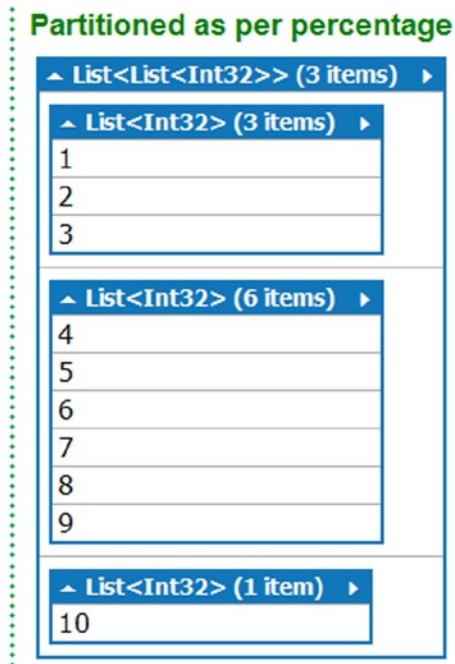 Partitioned as per percentage
List<List<Int32>> (3 items)
List<Int32> (3 items)
1
2
3
List<Int32> (6 items)
4
5
6
7
8
9
List<Int32> (1 item)
10